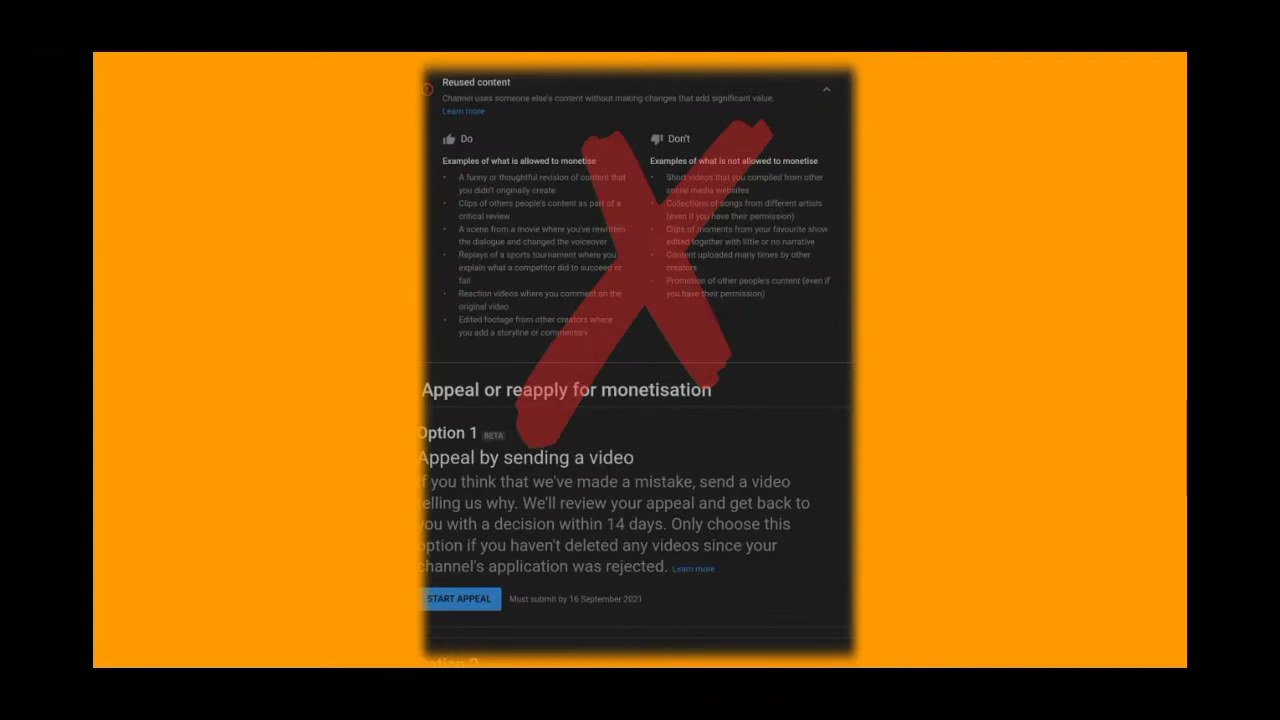 Reused content
Channel uses someone else's content without making changes that add significant value.
Learn more
Do
Examples of what is allowed to monetise
• A funny or thoughtful revision of content that
you didn't originally create
• Clips of others people's content as part of a
critical review
• A scene from a movie where you've rewritten
the dialogue and changed the voiceover
• Replays of a sports tournament where you
explain what a competitor did to succeed or
fail
• Reaction videos where you comment on the
original video
• Edited footage from other creators where
you add a storyline or commentary
Don't
Examples of what is not allowed to monetise
• Short videos that you compiled from other
social media websites
• Collections of songs from different artists
(even if you have their permission)
• Clips of moments from your favourite show
edited together with little or no narrative
• Content uploaded many times by other
creators
• Promotion of other people's content (even if
you have their permission)
Appeal or reapply for monetisation
Option 1 BETA
Appeal by sending a video
If you think that we've made a mistake, send a video
telling us why. We'll review your appeal and get back to
you with a decision within 14 days. Only choose this
option if you haven't deleted any videos since your
channel's application was rejected. Learn more
START APPEAL Must submit by 16 September 2021
Option 2